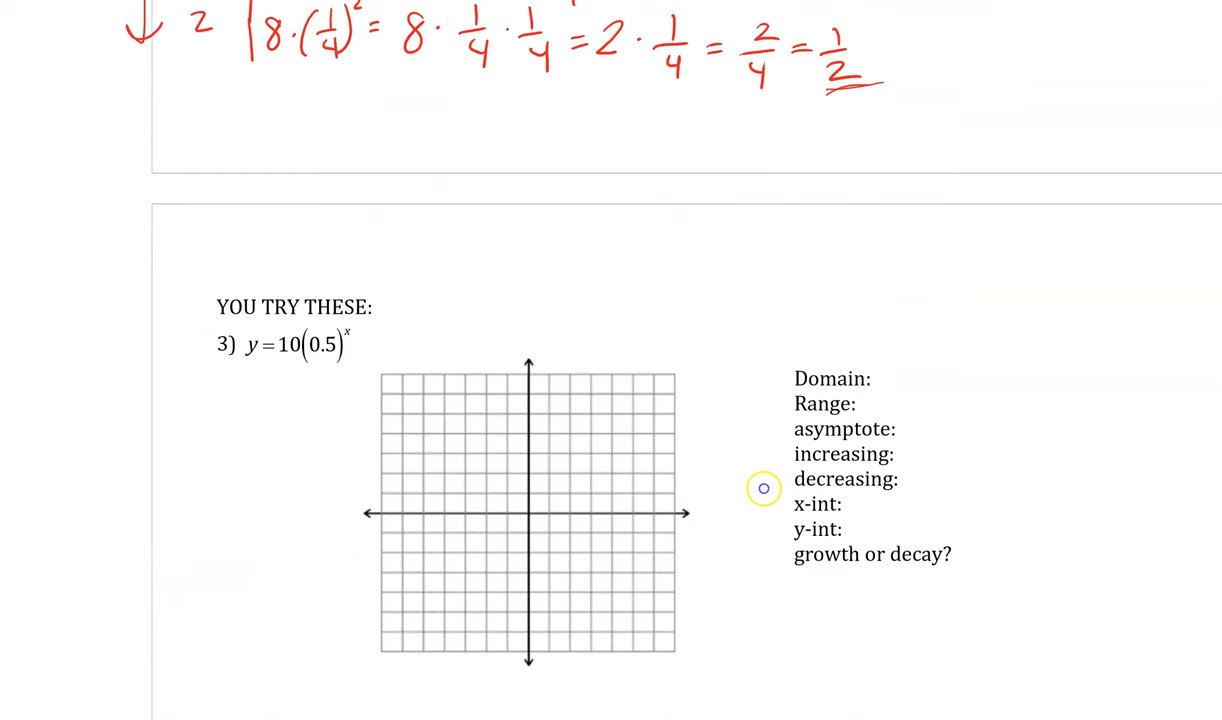 ↓ 2 | 8·(1/4)² = 8 · 1/4 · 1/4 = 2 · 1/4 = 2/4 = 1/2
YOU TRY THESE:
3) y = 10(0.5)^x
Domain:
Range:
asymptote:
increasing:
decreasing:
x-int:
y-int:
growth or decay?